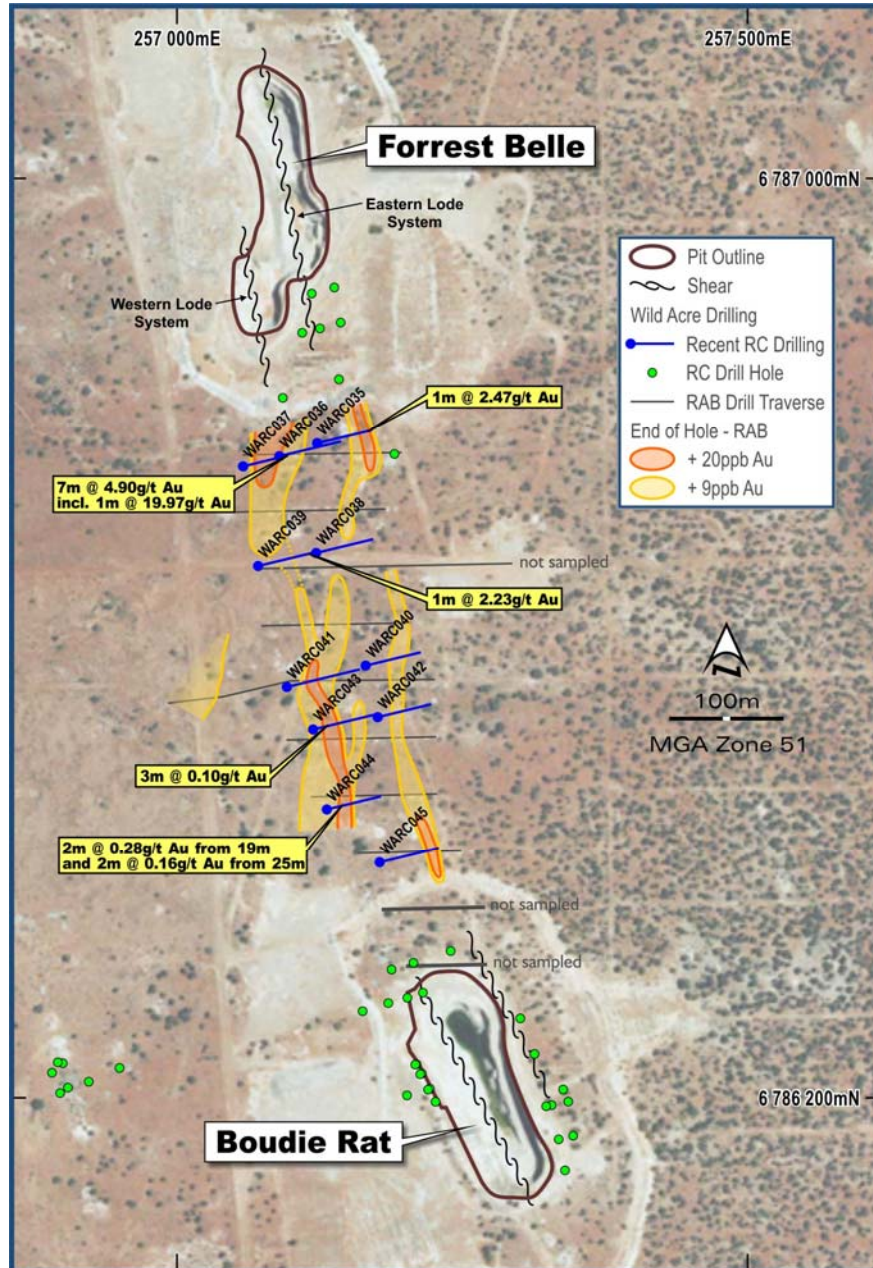 257 000mE
257 500mE
Forrest Belle
6 787 000mN
Eastern Lode
System
Western Lode
System
Pit Outline
Shear
Wild Acre Drilling
Recent RC Drilling
RC Drill Hole
RAB Drill Traverse
End of Hole - RAB
+ 20ppb Au
+ 9ppb Au
1m @ 2.47g/t Au
WARC037
WARC036
WARC035
7m @ 4.90g/t Au
incl. 1m @ 19.97g/t Au
WARC039
WARC038
not sampled
1m @ 2.23g/t Au
WARC041
WARC040
WARC043
WARC042
100m
MGA Zone 51
3m @ 0.10g/t Au
WARC044
2m @ 0.28g/t Au from 19m
and 2m @ 0.16g/t Au from 25m
WARC045
not sampled
not sampled
6 786 200mN
Boudie Rat